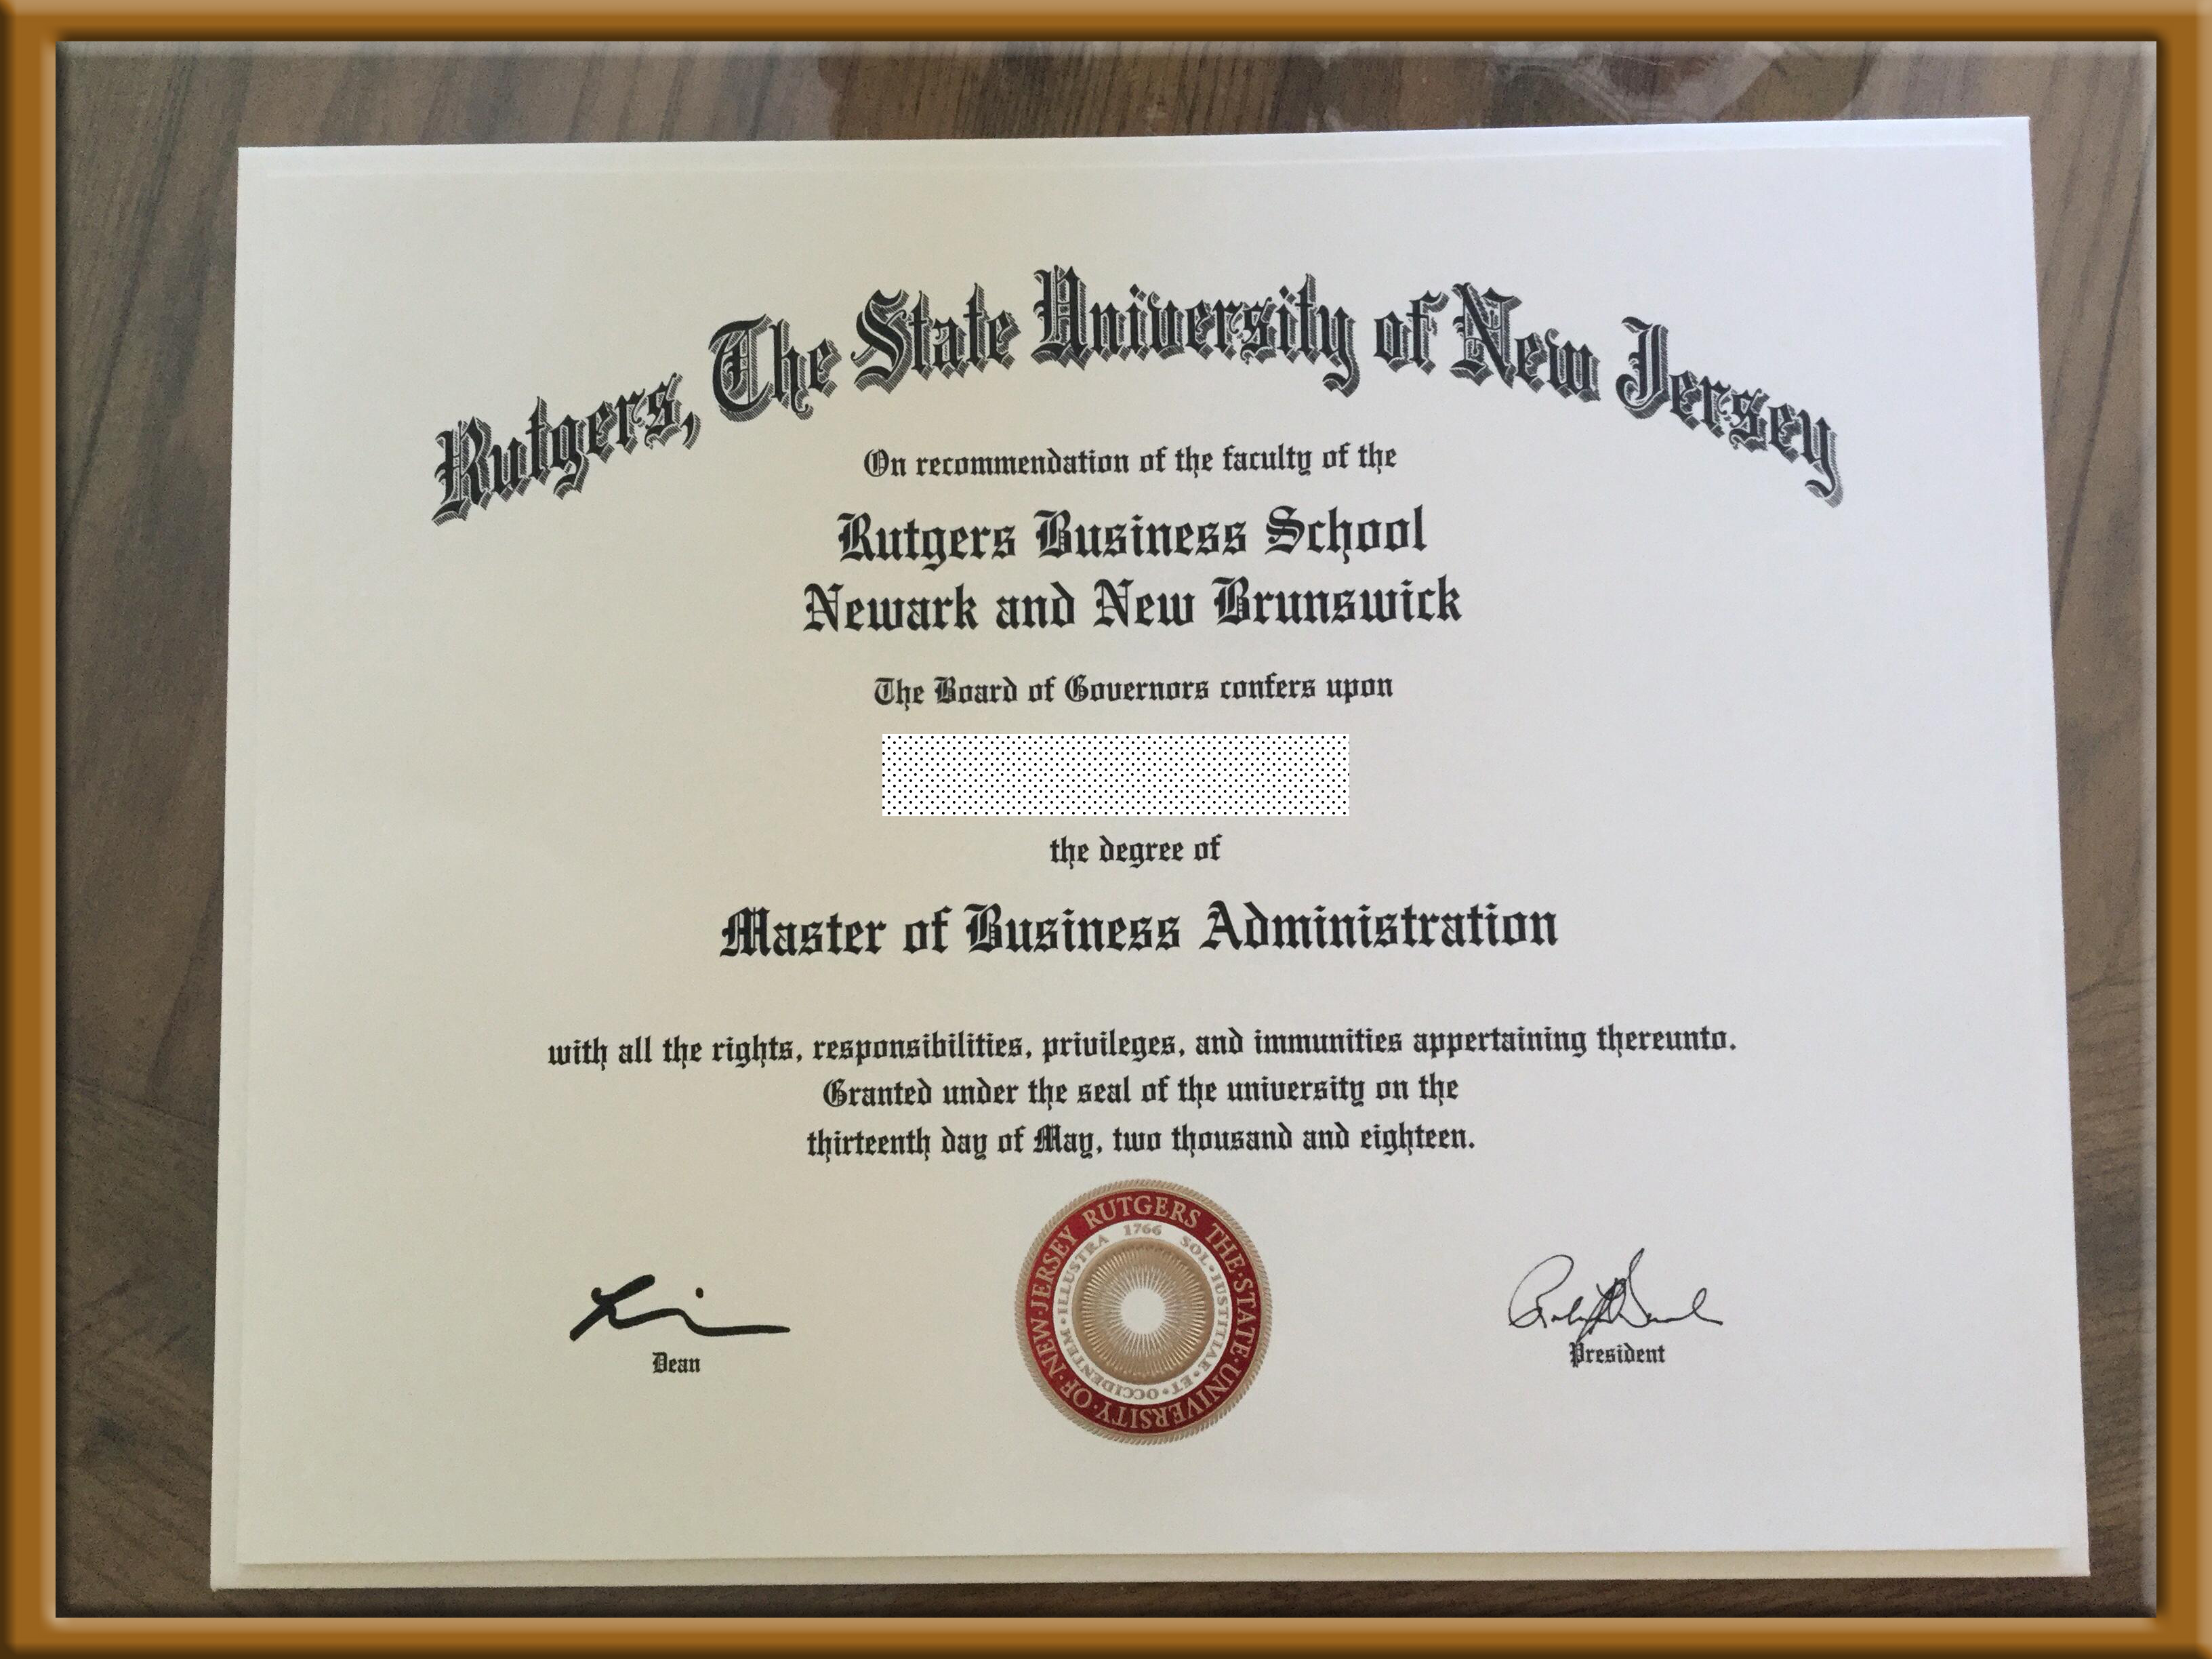 Rutgers, The State University of New Jersey
On recommendation of the faculty of the
Rutgers Business School
Newark and New Brunswick
The Board of Governors confers upon
the degree of
Master of Business Administration
with all the rights, responsibilities, privileges, and immunities appertaining thereunto.
Granted under the seal of the university on the
thirteenth day of May, two thousand and eighteen.
RUTGERS THE·STATE·UNIVERSITY·OF·NEW·JERSEY
1766
SOL·IUSTITIAE·ET·OCCIDENTEM·ILLUSTRA
Dean
President